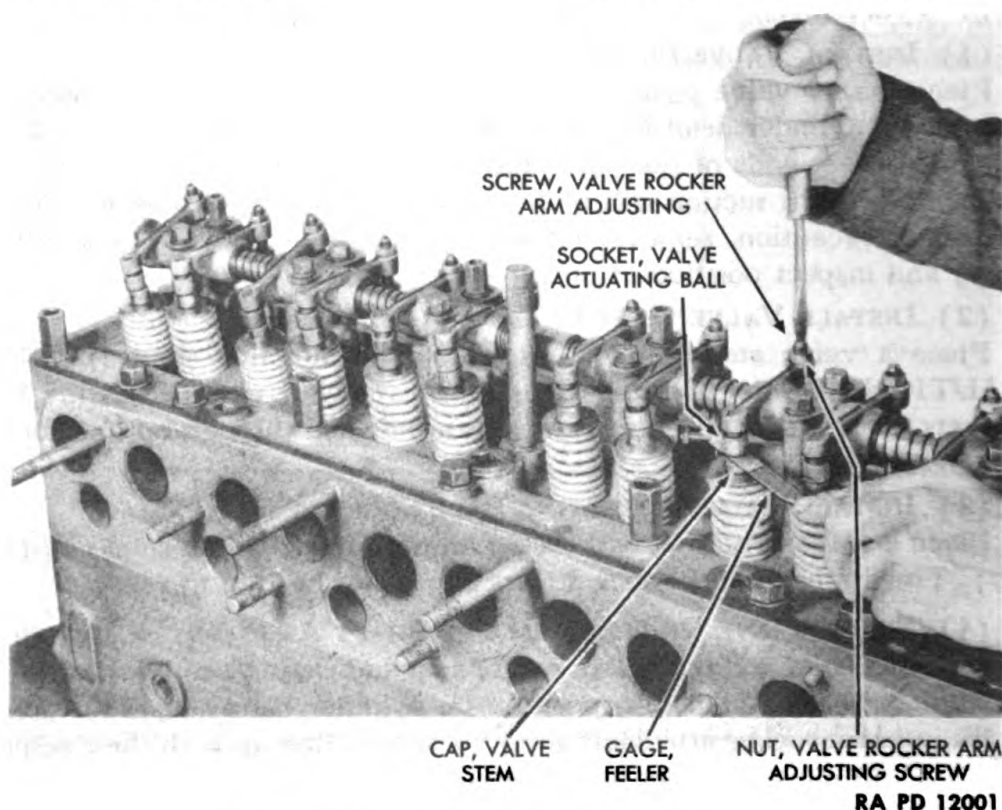 SCREW, VALVE ROCKER
ARM ADJUSTING
SOCKET, VALVE
ACTUATING BALL
CAP, VALVE
STEM
GAGE,
FEELER
NUT, VALVE ROCKER ARM
ADJUSTING SCREW
RA PD 12001